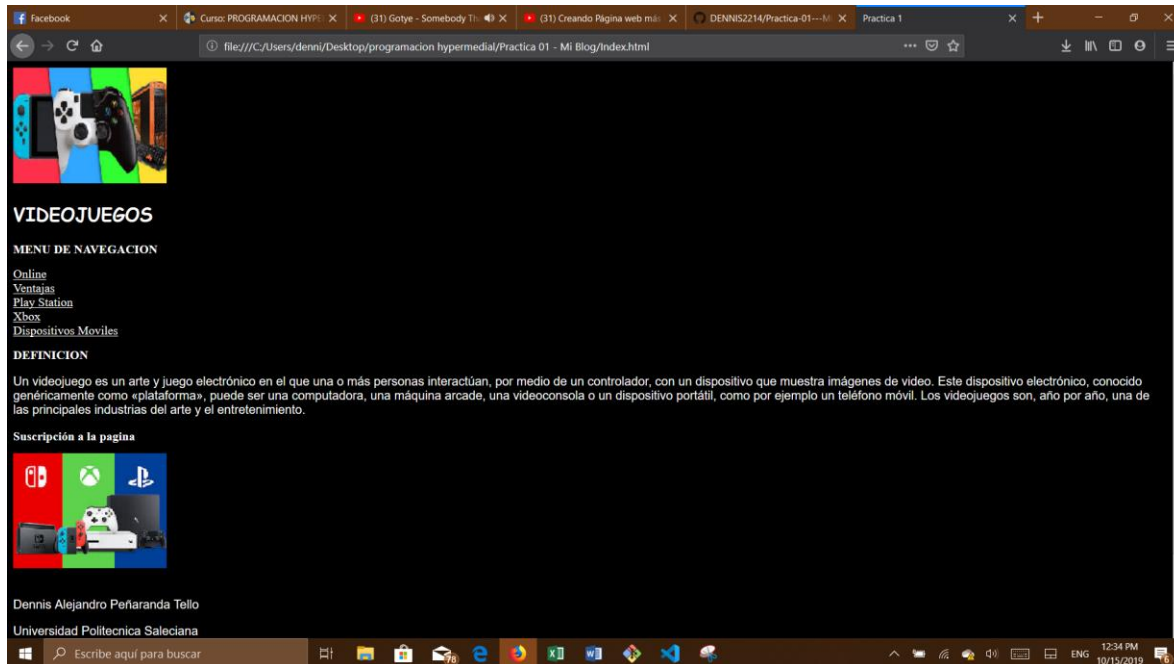 Facebook
Curso: PROGRAMACION HYPE
(31) Gotye - Somebody Th
(31) Creando Página web más
DENNIS2214/Practica-01---M
Practica 1
file:///C:/Users/denni/Desktop/programacion hypermedial/Practica 01 - Mi Blog/Index.html
VIDEOJUEGOS
MENU DE NAVEGACION
Online
Ventajas
Play Station
Xbox
Dispositivos Moviles
DEFINICION
Un videojuego es un arte y juego electrónico en el que una o más personas interactúan, por medio de un controlador, con un dispositivo que muestra imágenes de video. Este dispositivo electrónico, conocido
genéricamente como «plataforma», puede ser una computadora, una máquina arcade, una videoconsola o un dispositivo portátil, como por ejemplo un teléfono móvil. Los videojuegos son, año por año, una de
las principales industrias del arte y el entretenimiento.
Suscripción a la pagina
Dennis Alejandro Peñaranda Tello
Universidad Politecnica Saleciana
Escribe aquí para buscar
78
ENG
12:34 PM
10/15/2019
6